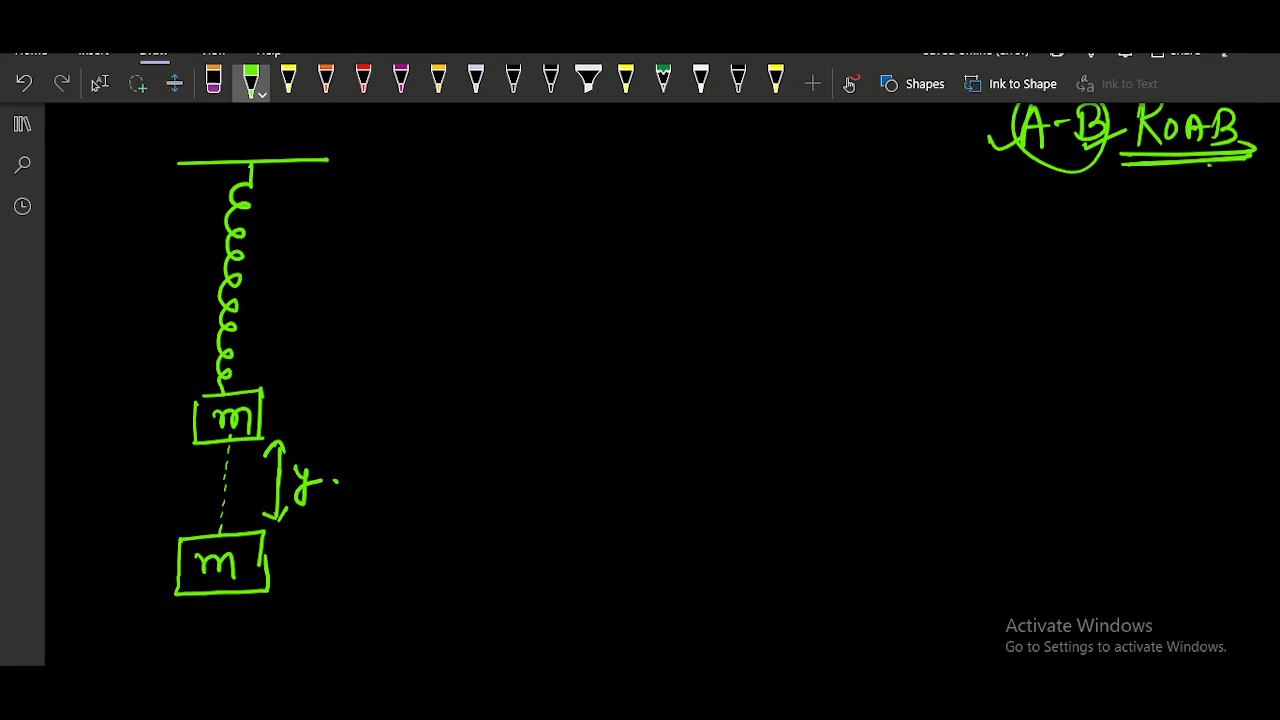 Shapes
Ink to Shape
Ink to Text
(A-B) KOAB
m
y
m
Activate Windows
Go to Settings to activate Windows.